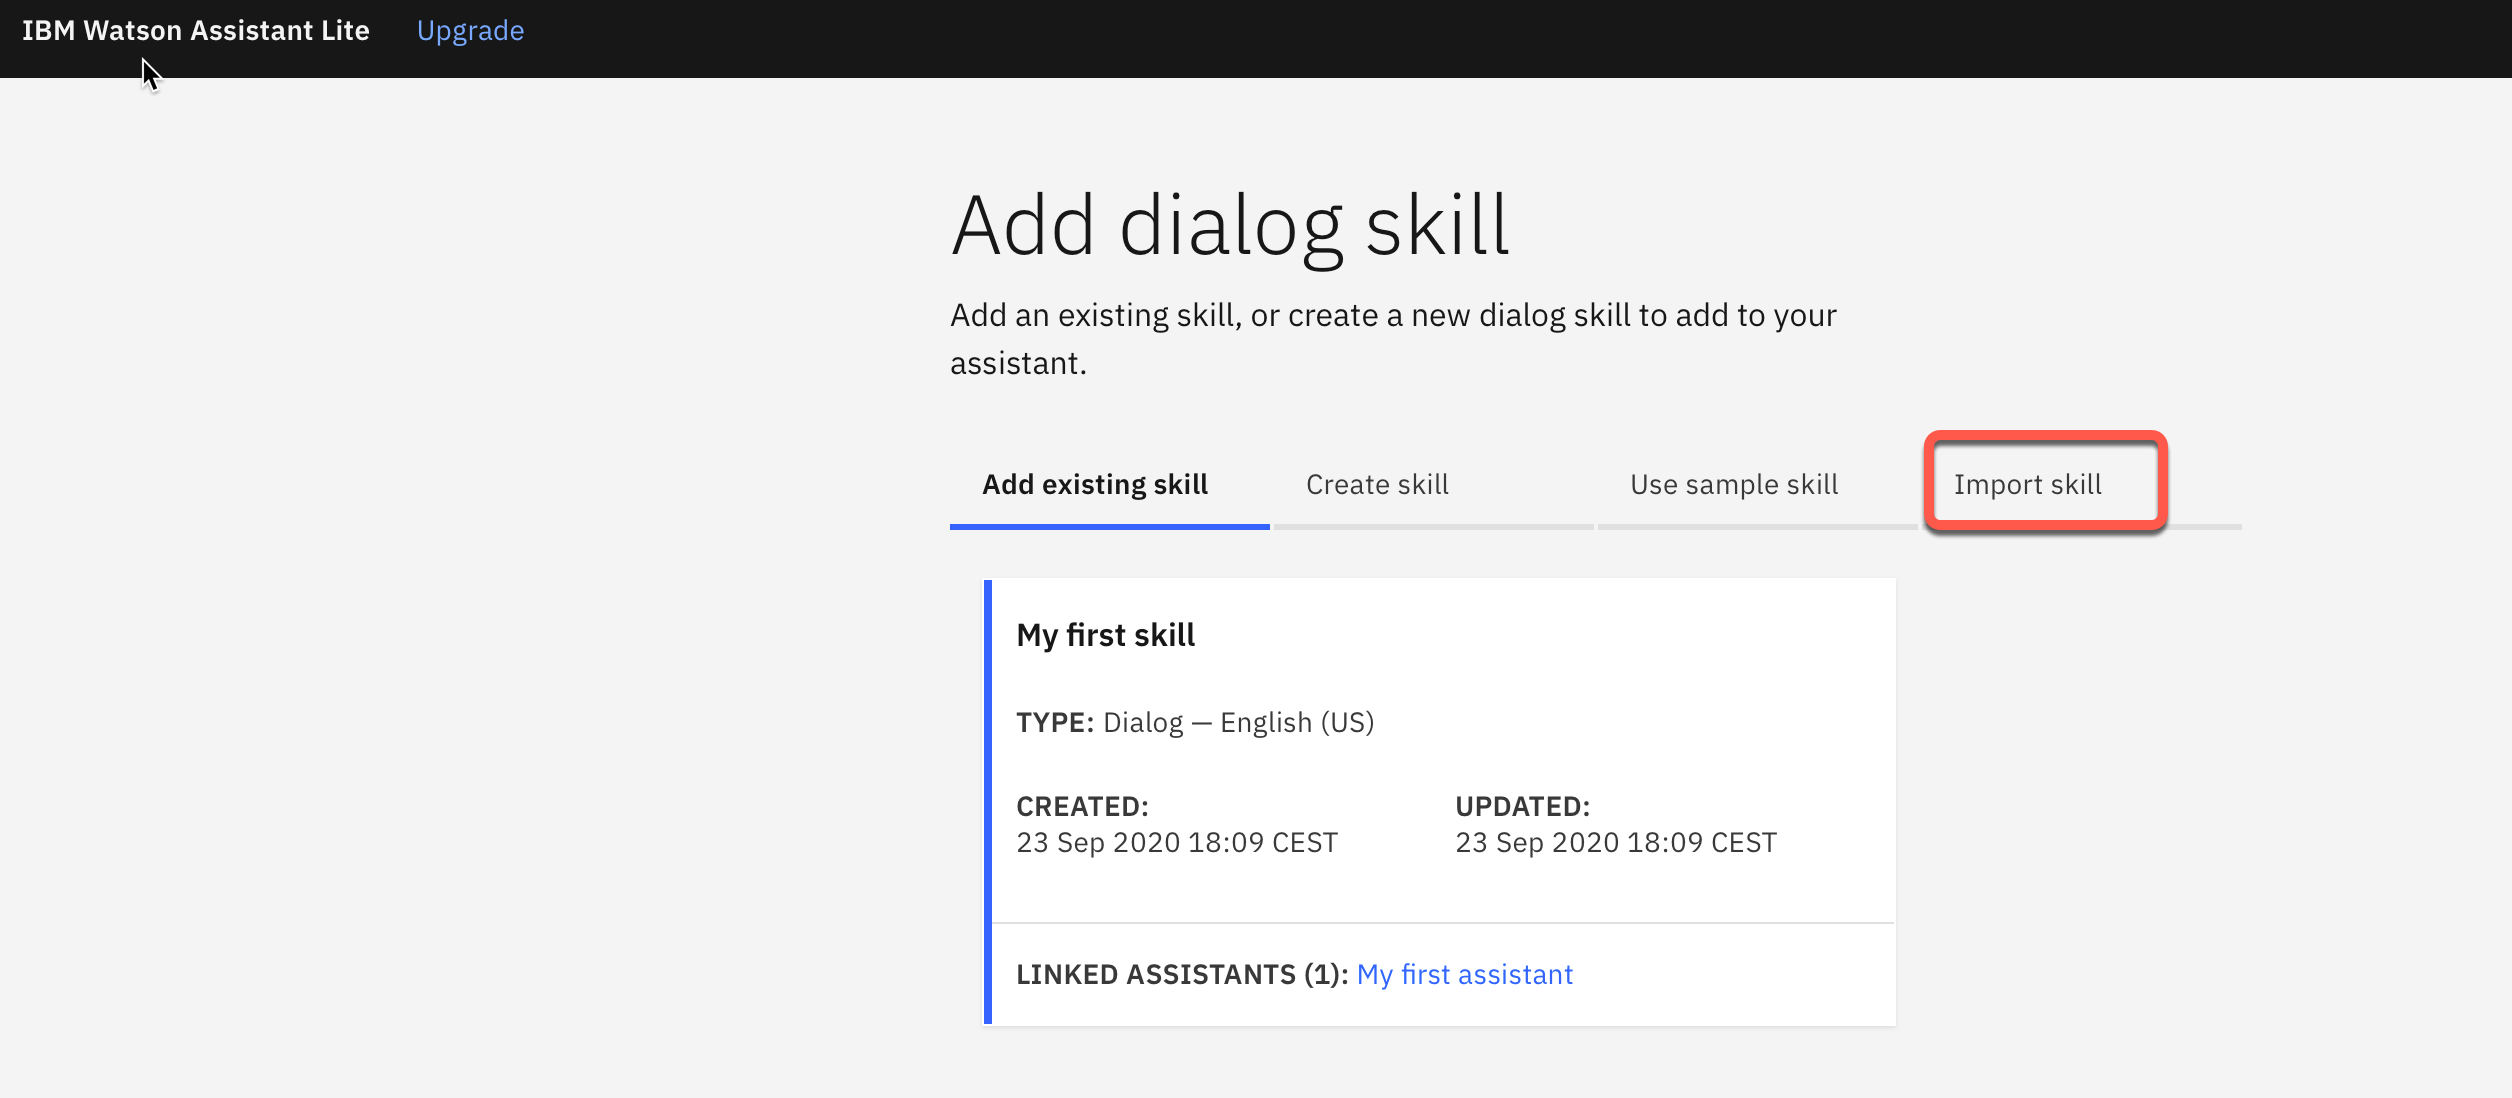 IBM Watson Assistant Lite Upgrade
Add dialog skill
Add an existing skill, or create a new dialog skill to add to your
assistant.
Add existing skill Create skill Use sample skill Import skill
My first skill
TYPE: Dialog — English (US)
CREATED: UPDATED:
23 Sep 2020 18:09 CEST 23 Sep 2020 18:09 CEST
LINKED ASSISTANTS (1): My first assistant